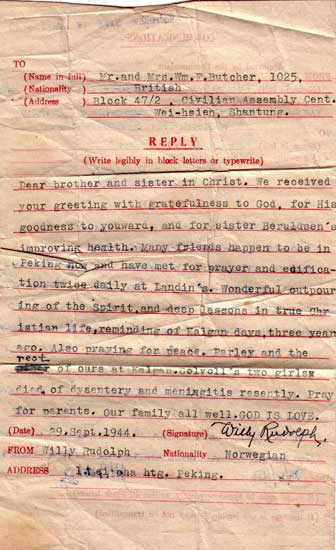 TO
(Name in full) Mr.and Mrs.Wm.F.Butcher, 1025,
(Nationality) British
(Address) Block 47/2 , Civilian Assembly Cent.
Wei-hsien, Shantung.
REPLY
(Write legibly in block letters or typewrite)
Dear brother and sister in Christ. We received
your greeting with gratefulness to God, for His
goodness to youward, and for sister
improving health. Many friends happen to be in
Peking now and have met for prayer and edifica-
tion twice daily at Landin's. Wonderful outpour
ing of the Spirit,and deep lessons in true Chr
istian life,reminding of Kalgan days,three year
ago. Also praying for peace. Parley and the
rest
of ours at Kalgan. Solvoll's two girls
died of dysentery and meningitis resently. Pray
for parents. Our family all well.GOD IS LOVE.
(Date) 29.Sept.1944. (Signature) Willy Rudolph.
FROM Willy Rudolph Nationality Norwegian
ADDRESS htg. Peking.